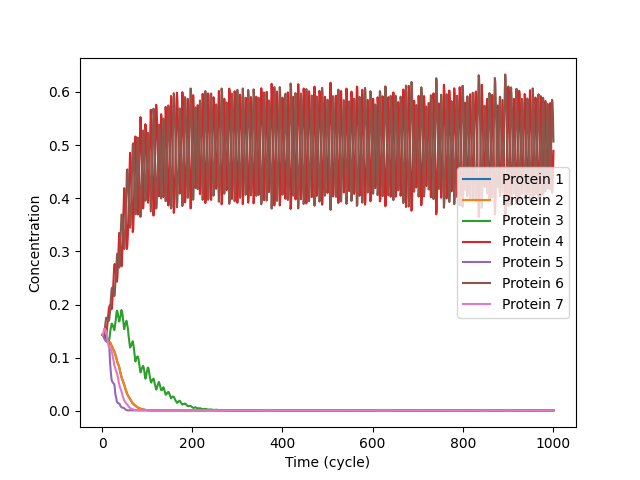 0.6
0.5
0.4
0.3
0.2
0.1
0.0
Concentration
0
200
400
600
800
1000
Time (cycle)
Protein 1
Protein 2
Protein 3
Protein 4
Protein 5
Protein 6
Protein 7